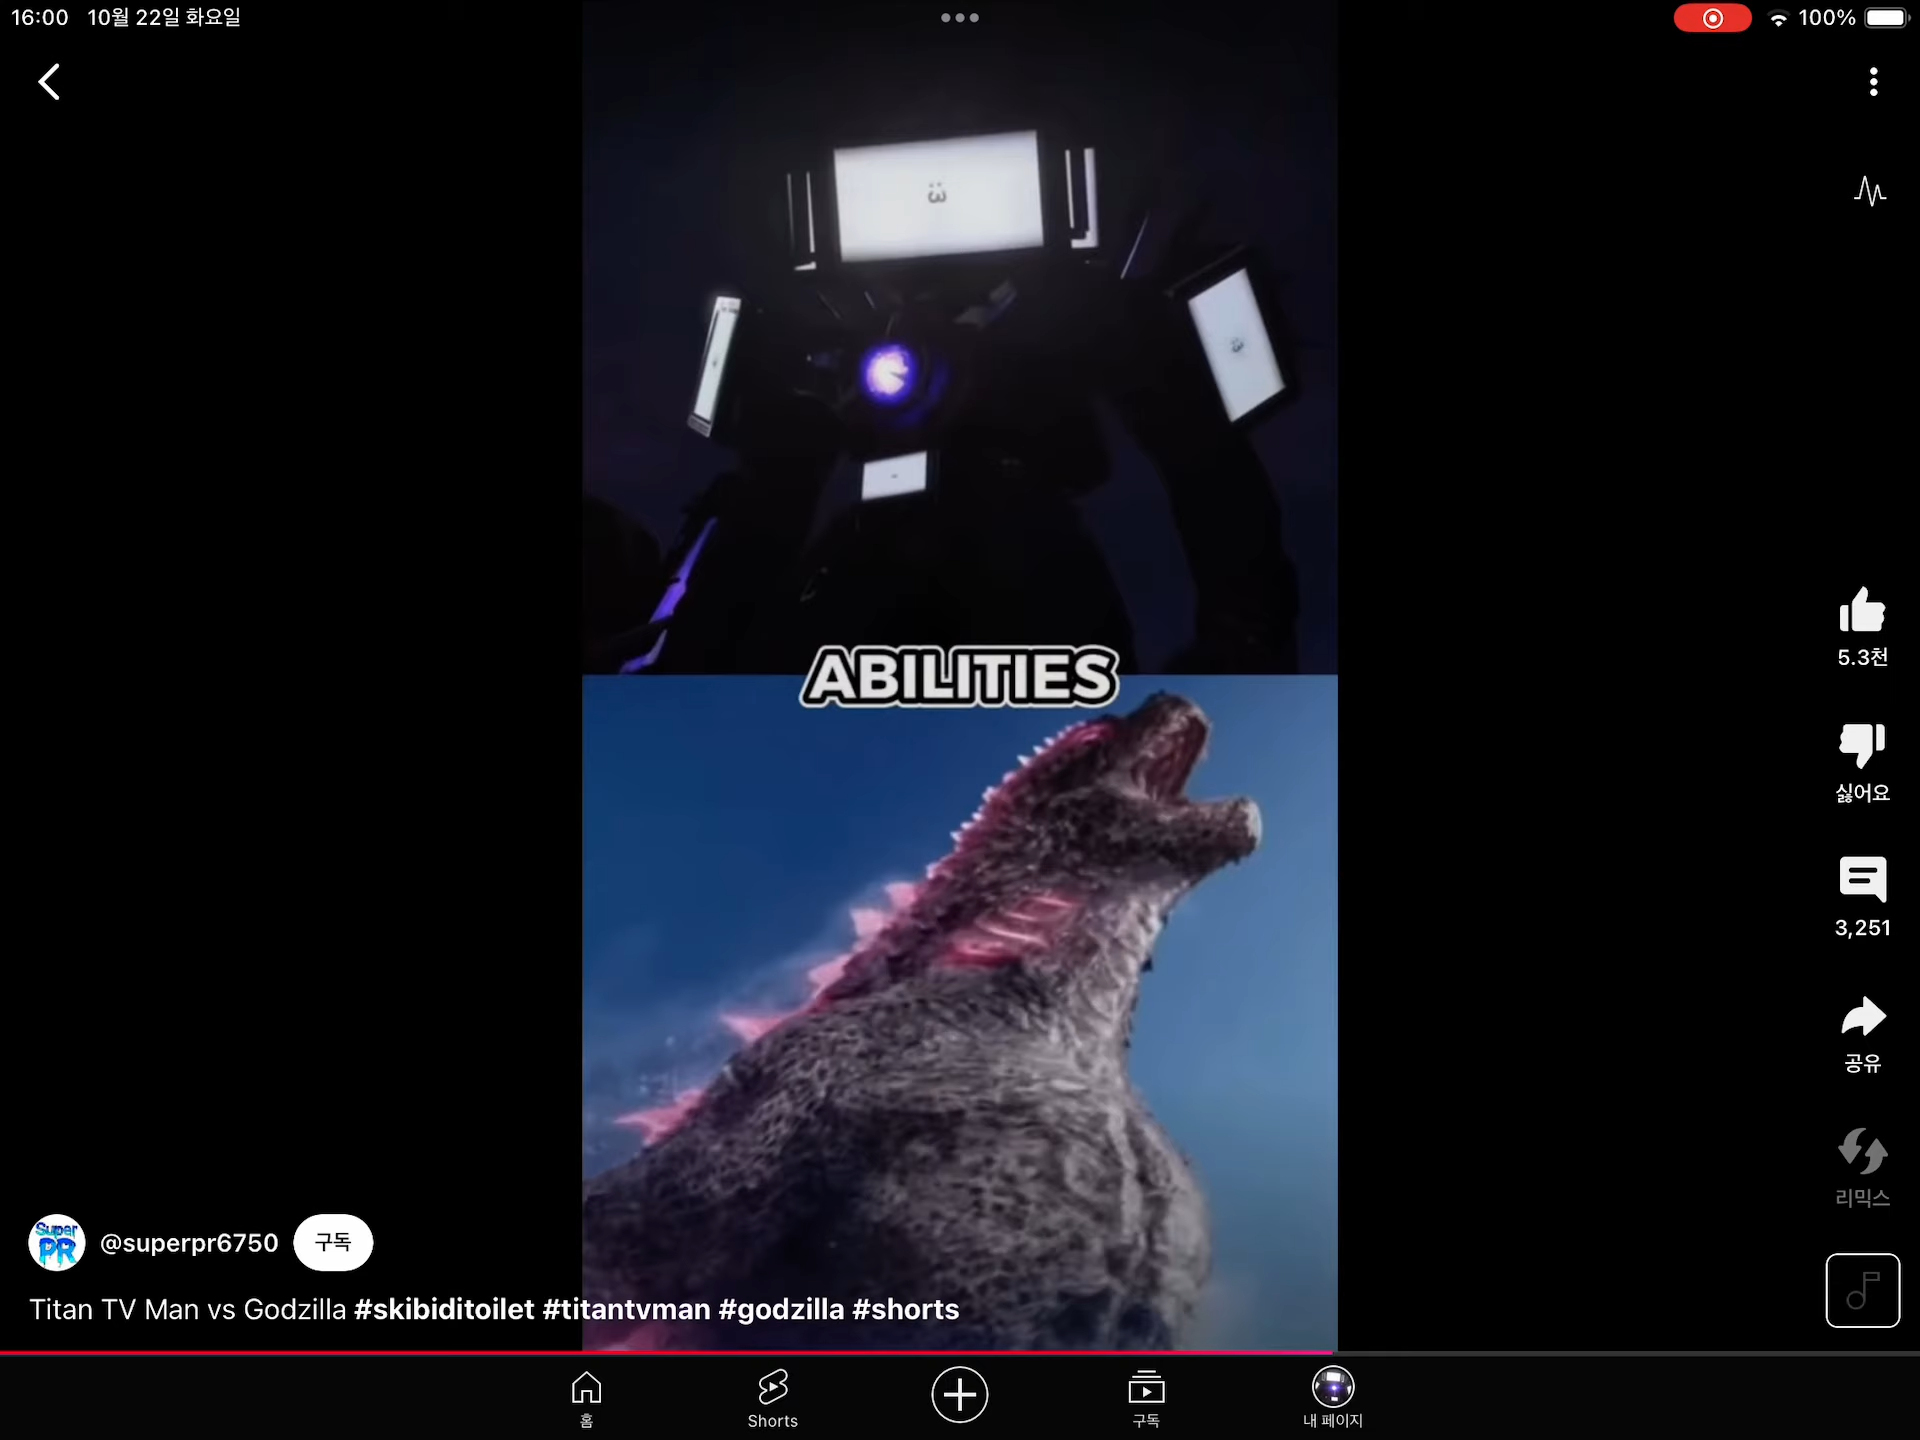 16:00 10월 22일 화요일
100%
:3
:3
ABILITIES
5.3천
싫어요
3,251
공유
리믹스
Super
PR
@superpr6750
구독
Titan TV Man vs Godzilla #skibiditoilet #titantvman #godzilla #shorts
홈
Shorts
구독
내 페이지